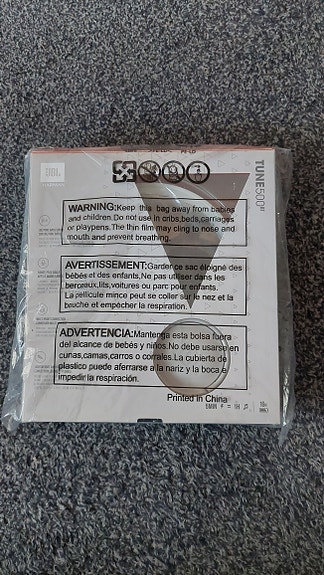 JBL
TUNE500BT
WARNING:Keep this bag away from babies
and children.Do not use in cribs,beds,carriages
or playpens.The thin film may cling to nose and
mouth and prevent breathing.
AVERTISSEMENT:Gardence sac éloigné des
bébés et des enfants.Ne pas utiliser dans les
berceaux,lits,voitures ou parc pour enfants.
La pellicule mince peut se coller sur le nez et la
bouche et empêcher la respiration.
ADVERTENCIA:Mantenga esta bolsa fuera
del alcance de bebés y niños.No debe usarse en
cunas,camas,carros o corrales.La cubierta de
plastico puede aferrarse a la nariz y la boca e
impedir la respiración.
Printed in China